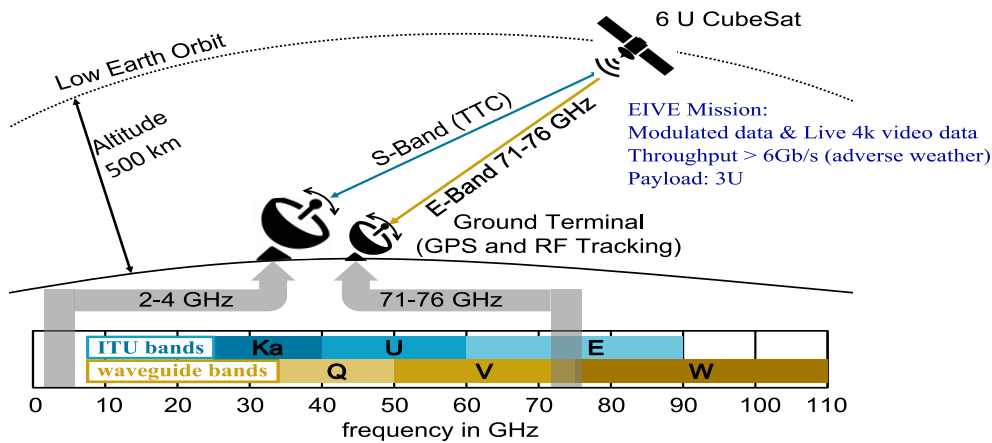 6 U CubeSat
Low Earth Orbit
Altitude
500 km
S-Band (TTC)
E-Band 71-76 GHz
EIVE Mission:
Modulated data & Live 4k video data
Throughput > 6Gb/s (adverse weather)
Payload: 3U
Ground Terminal
(GPS and RF Tracking)
2-4 GHz
71-76 GHz
ITU bands
Ka
U
E
waveguide bands
Q
V
W
0
10
20
30
40
50
60
70
80
90
100
110
frequency in GHz